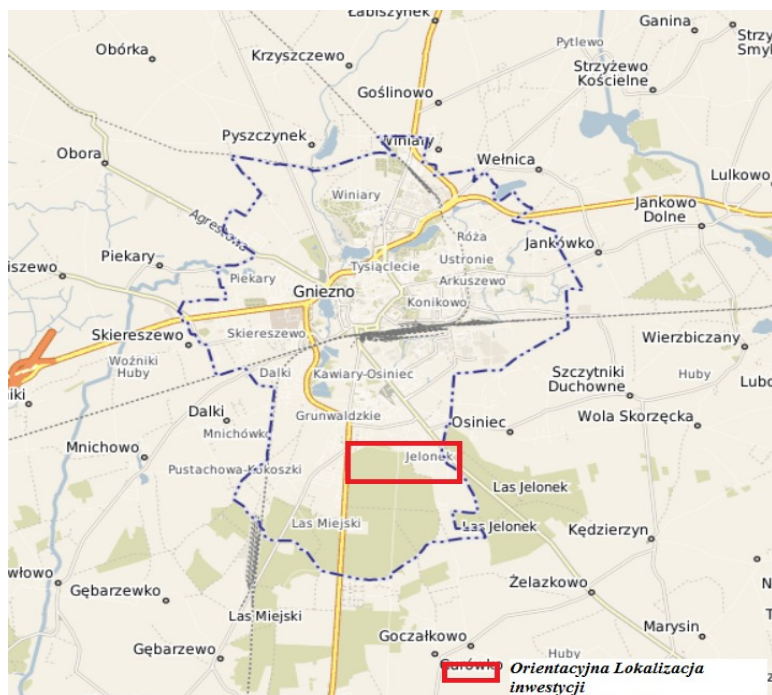 Łabiszynek
Obórka
Ganina
Krzyszczewo
Pytlewo
Strzyżewo
Kościelne
Goślinowo
Pyszczynek
Winiary
Obora
Wełnica
Lulkowo
Winiary
Jankowo
Dolne
Agrestowa
Róża
Jankówko
Piekary
Tysiąclecie
Ustronie
Piekary
Arkuszewo
Gniezno
Konikowo
Skiereszewo
Skiereszewo
Wierzbiczany
Woźniki
Huby
Dalki
Kawiary-Osiniec
Szczytniki
Duchowne
Huby
Dalki
Grunwaldzkie
Osiniec
Wola Skorzęcka
Mnichowo
Mnichówko
Jelonek
Pustachowa-Kokoszki
Las Jelonek
Las Miejski
Las Jelonek
Kędzierzyn
Gębarzewko
Żelazkowo
Las Miejski
Marysin
Goczałkowo
Gębarzewo
Huby
Orientacyjna Lokalizacja
inwestycji